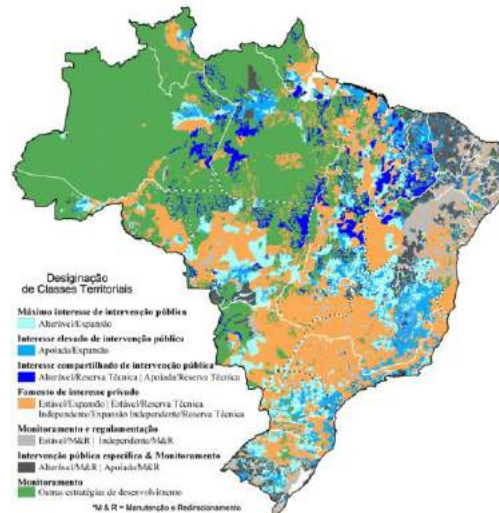 Designação
de Classes Territoriais
Máximo interesse de intervenção pública
Alterável/Expansão
Interesse elevado de intervenção pública
Apoiada/Expansão
Interesse compartilhado de intervenção pública
Alterável/Reserva Técnica | Apoiada/Reserva Técnica
Fomento de interesse privado
Estável/Expansão | Estável/Reserva Técnica
Independente/Expansão Independente/Reserva Técnica
Monitoramento e regulamentação
Estável/M&R | Independente/M&R
Intervenção pública específica & Monitoramento
Alterável/M&R | Apoiada/M&R
Monitoramento
Outras estratégias de desenvolvimento
*M & R = Manutenção e Redirecionamento